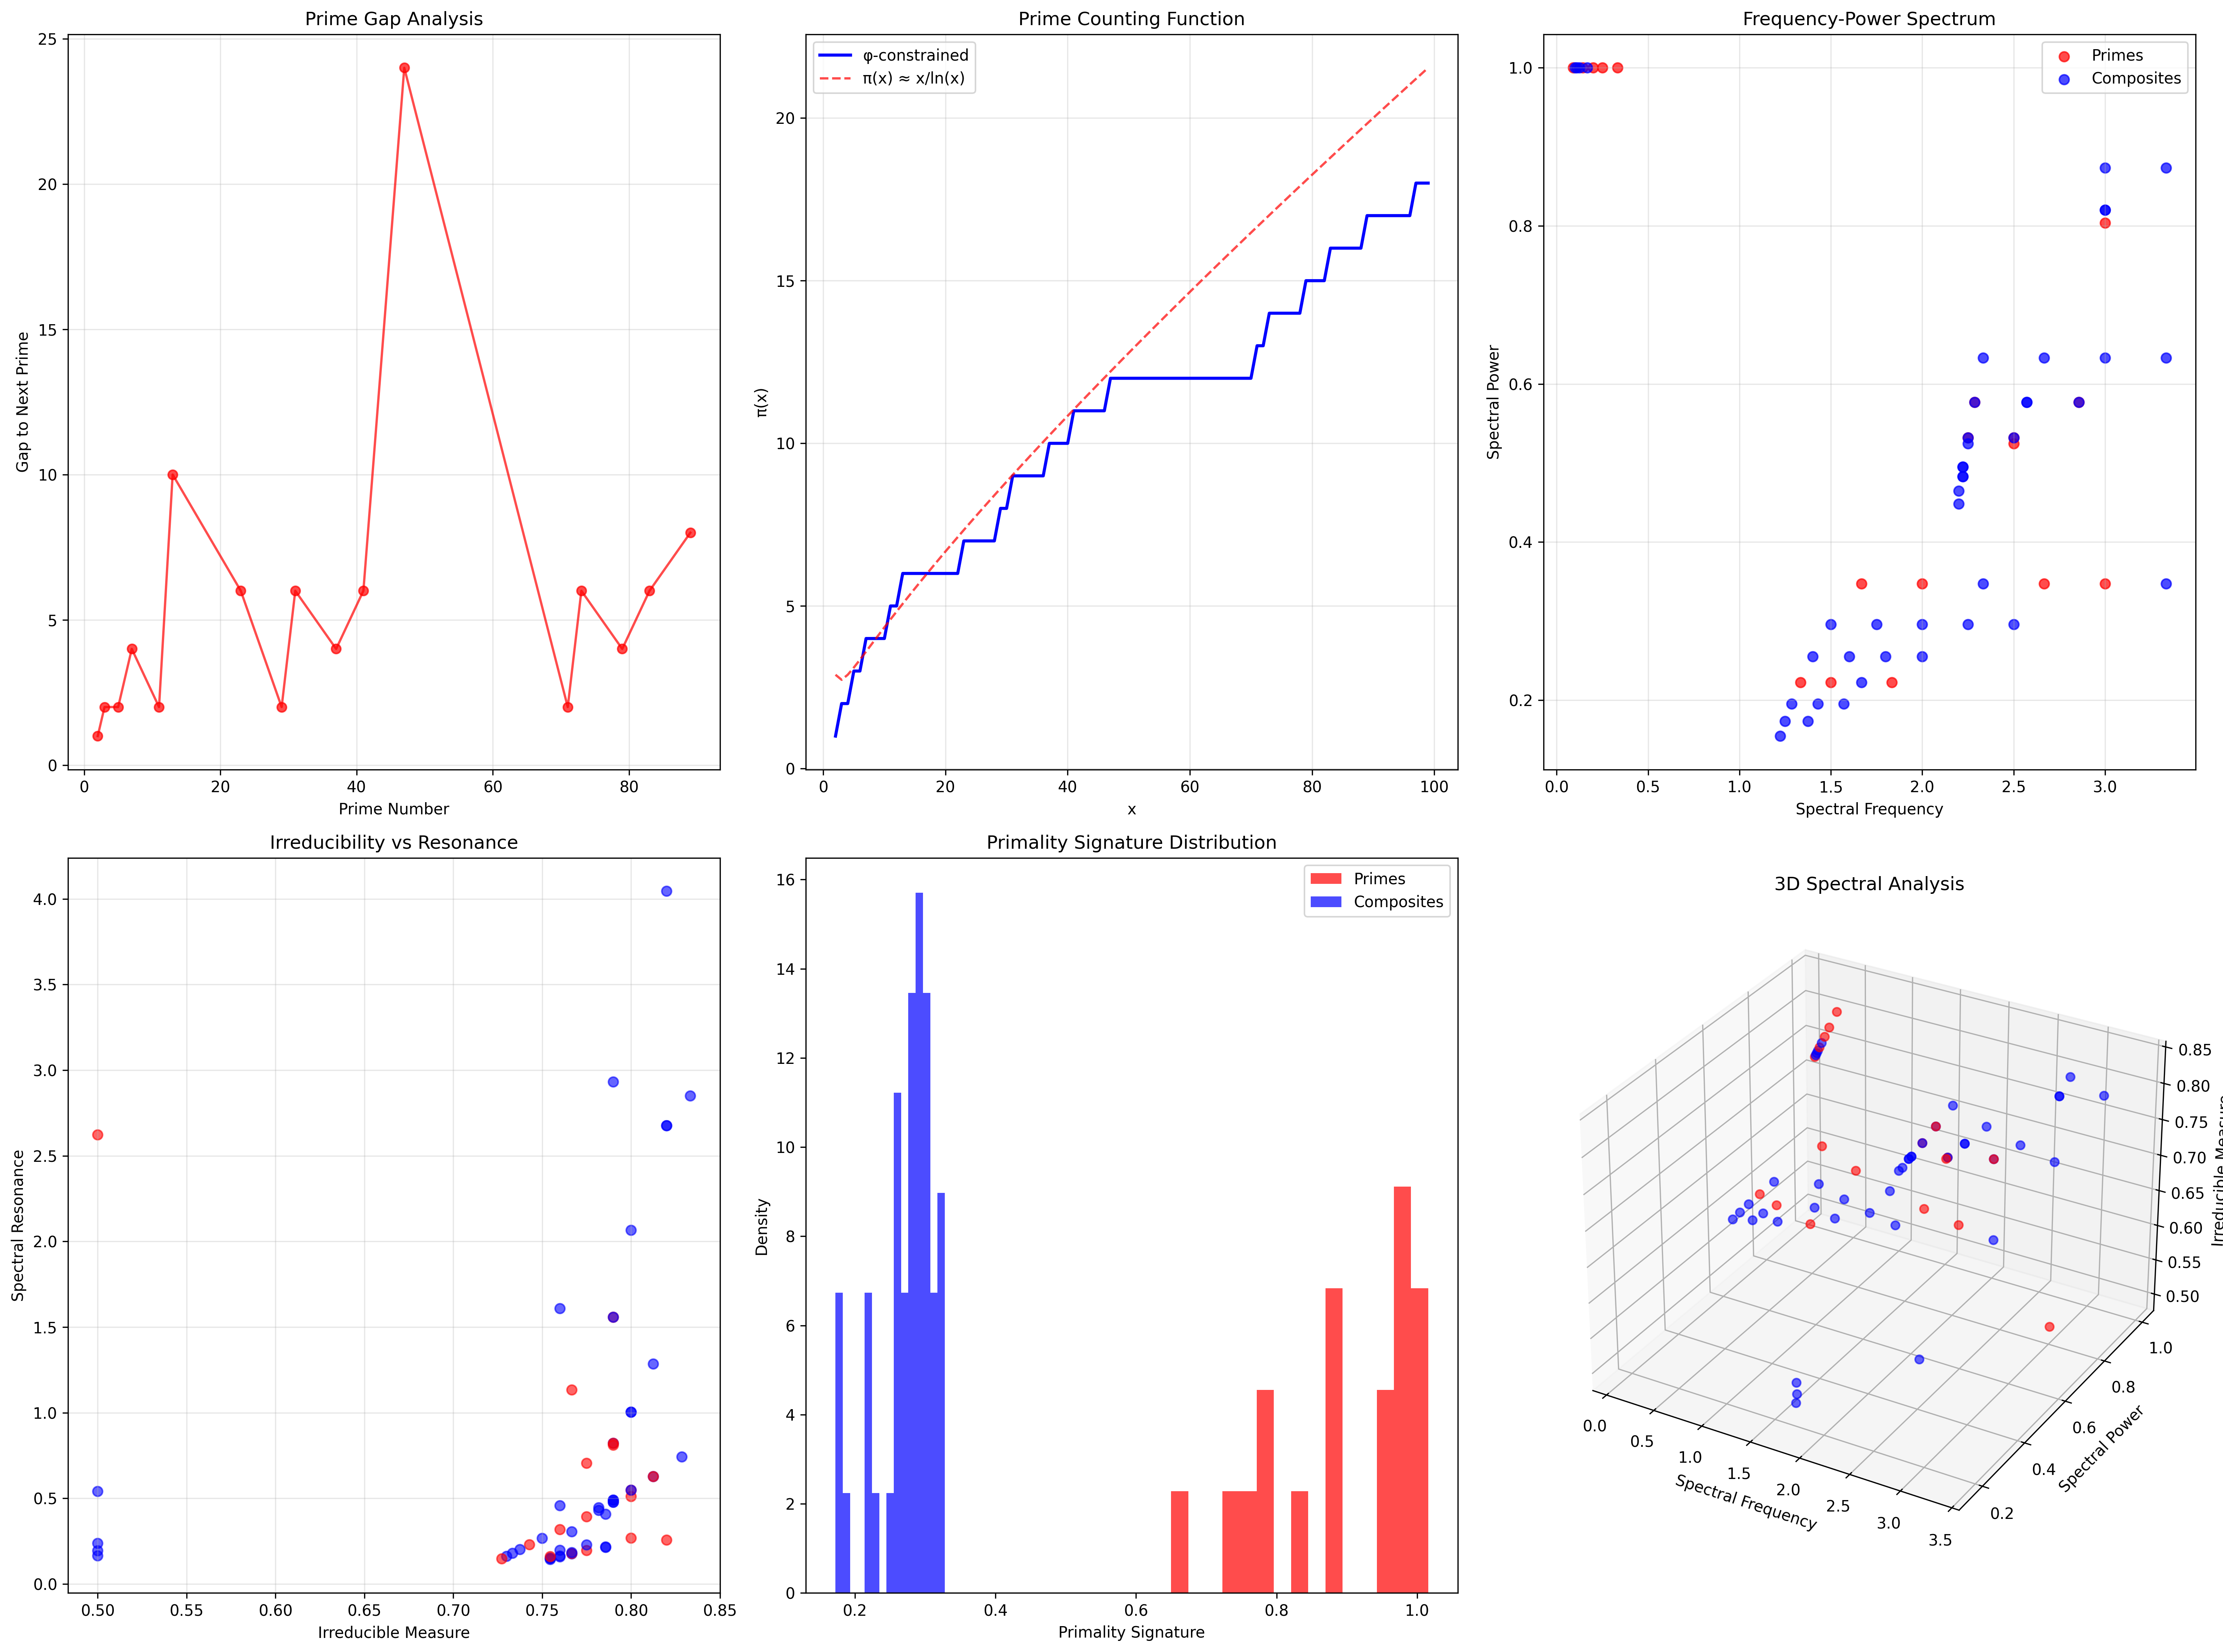 Prime Gap Analysis
25
20
15
10
5
0
0 20 40 60 80
Gap to Next Prime
Prime Number
Prime Counting Function
φ-constrained
π(x) ≈ x/ln(x)
20
15
10
5
0
0 20 40 60 80 100
π(x)
x
Frequency-Power Spectrum
Primes
Composites
1.0
0.8
0.6
0.4
0.2
0.0 0.5 1.0 1.5 2.0 2.5 3.0
Spectral Power
Spectral Frequency
Irreducibility vs Resonance
4.0
3.5
3.0
2.5
2.0
1.5
1.0
0.5
0.0
0.50 0.55 0.60 0.65 0.70 0.75 0.80 0.85
Spectral Resonance
Irreducible Measure
Primality Signature Distribution
Primes
Composites
16
14
12
10
8
6
4
2
0
0.2 0.4 0.6 0.8 1.0
Density
Primality Signature
3D Spectral Analysis
0.85
0.80
0.75
0.70
0.65
0.60
0.55
0.50
Irreducible Measure
1.0
0.8
0.6
0.4
0.2
Spectral Power
0.0 0.5 1.0 1.5 2.0 2.5 3.0 3.5
Spectral Frequency